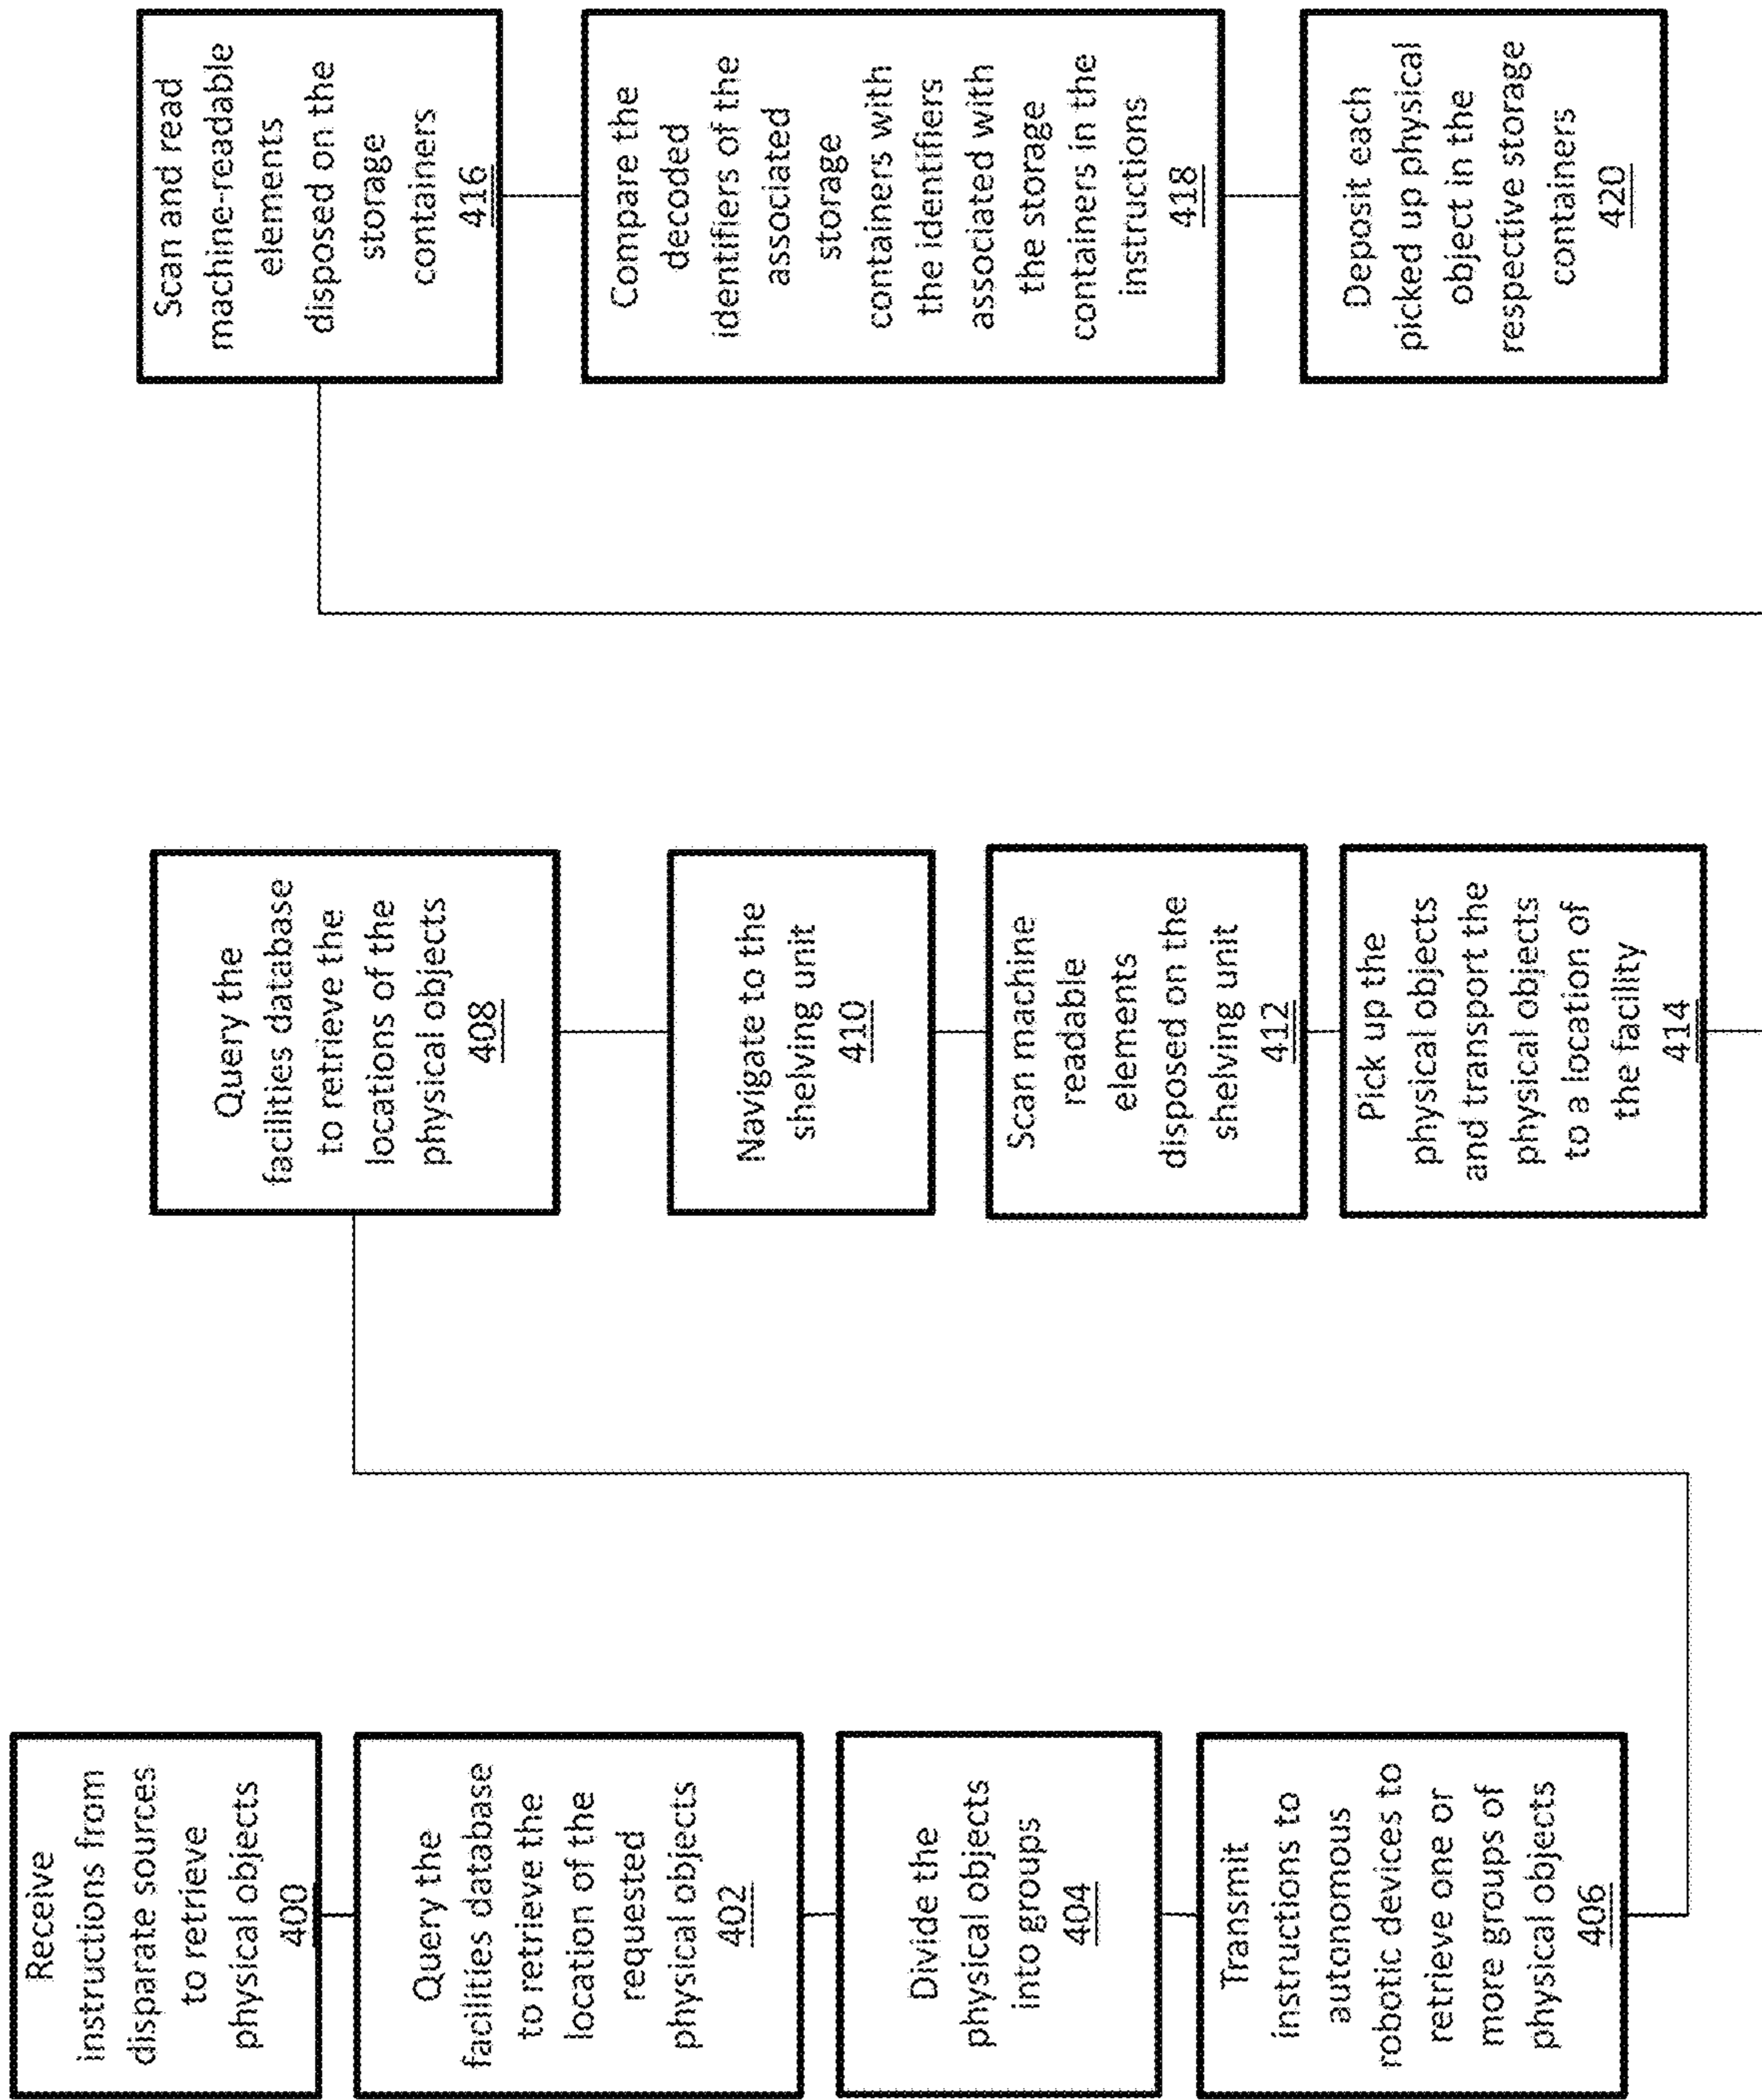 Receive
instructions from
disparate sources
to retrieve
physical objects
400
Query the
facilities database
to retrieve the
location of the
requested
physical objects
402
Divide the
physical objects
into groups
404
Transmit
instructions to
autonomous
robotic devices to
retrieve one or
more groups of
physical objects
406
Query the
facilities database
to retrieve the
locations of the
physical objects
408
Navigate to the
shelving unit
410
Scan machine
readable
elements
disposed on the
shelving unit
412
Pick up the
physical objects
and transport the
physical objects
to a location of
the facility
414
Scan and read
machine-readable
elements
disposed on the
storage
containers
416
Compare the
decoded
identifiers of the
associated
storage
containers with
the identifiers
associated with
the storage
containers in the
instructions
418
Deposit each
picked up physical
object in the
respective storage
containers
420